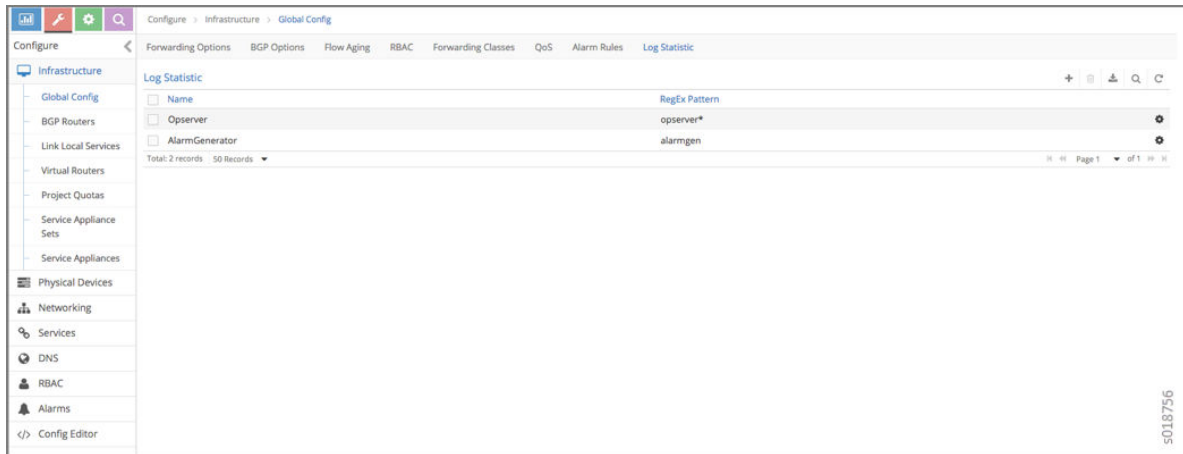 Configure > Infrastructure > Global Config
Configure
Forwarding Options BGP Options Flow Aging RBAC Forwarding Classes QoS Alarm Rules Log Statistic
Infrastructure
Global Config
BGP Routers
Link Local Services
Virtual Routers
Project Quotas
Service Appliance
Sets
Service Appliances
Physical Devices
Networking
Services
DNS
RBAC
Alarms
</> Config Editor
Log Statistic
Name RegEx Pattern
Opserver opserver*
AlarmGenerator alarmgen
Total: 2 records 50 Records Page 1 of 1
s018756